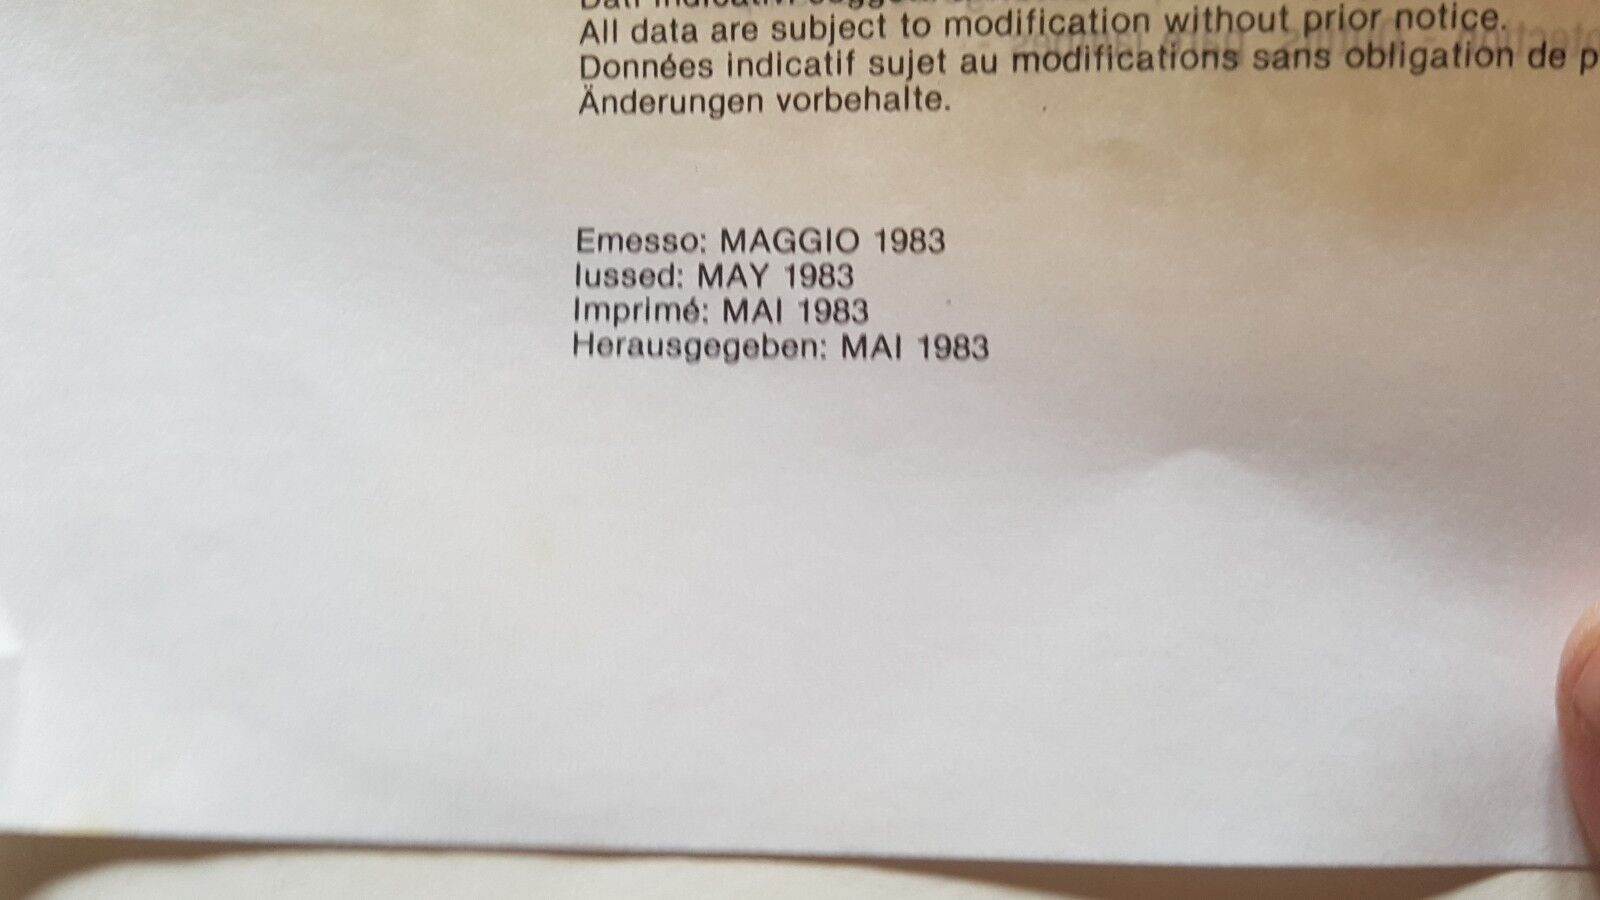 All data are subject to modification without prior notice.
Données indicatif sujet au modifications sans obligation de p
Änderungen vorbehalte.
Emesso: MAGGIO 1983
Iussed: MAY 1983
Imprimé: MAI 1983
Herausgegeben: MAI 1983